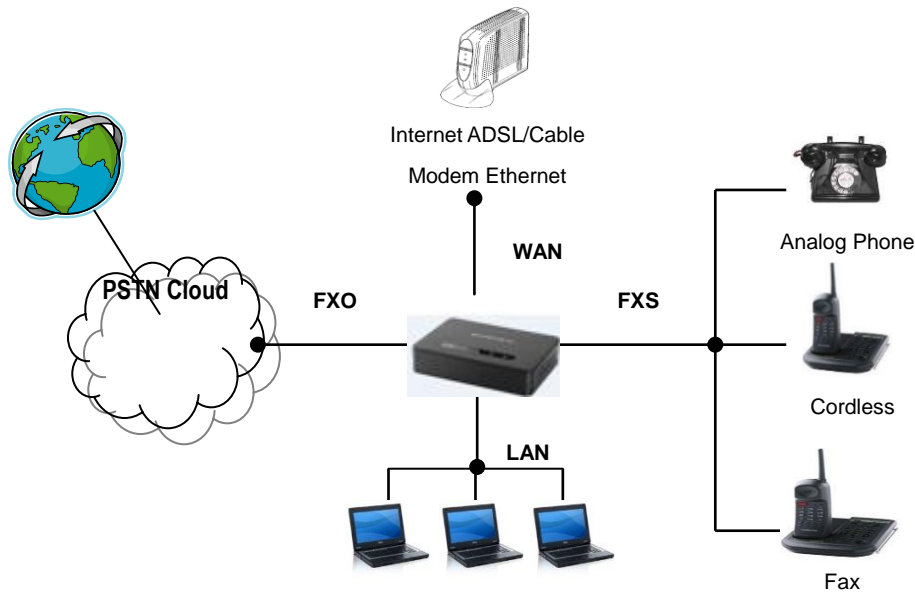 Internet ADSL/Cable
Modem Ethernet
WAN
PSTN Cloud
FXO
FXS
Analog Phone
Cordless
LAN
Fax